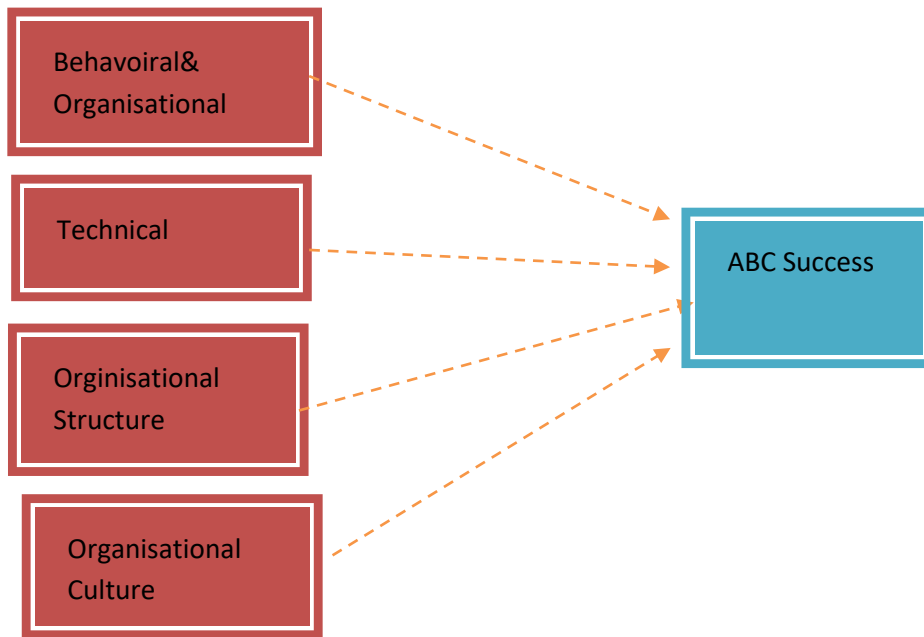 Behavoiral&
Organisational
Technical
ABC Success
Orginisational
Structure
Organisational
Culture